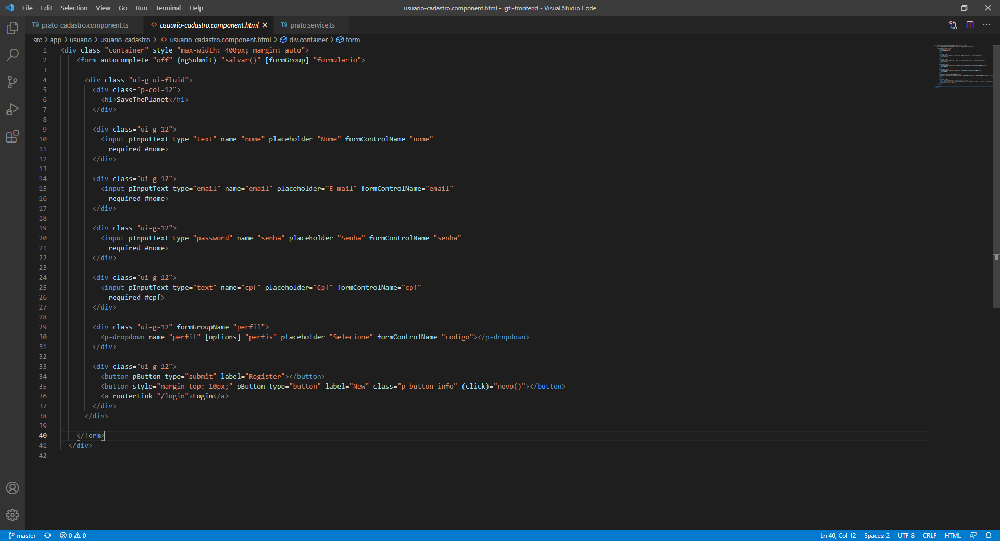 File Edit Selection View Go Run Terminal Help usuario-cadastro.component.html - igti-frontend - Visual Studio Code
TS prato-cadastro.component.ts <> usuario-cadastro.component.html TS prato.service.ts
src > app > usuario > usuario-cadastro > <> usuario-cadastro.component.html > div.container > form
1 <div class="container" style="max-width: 400px; margin: auto">
2 <form autocomplete="off" (ngSubmit)="salvar()" [formGroup]="formulario">
3
4 <div class="ui-g ui-fluid">
5 <div class="p-col-12">
6 <h1>SaveThePlanet</h1>
7 </div>
8
9 <div class="ui-g-12">
10 <input pInputText type="text" name="nome" placeholder="Nome" formControlName="nome"
11 required #nome>
12 </div>
13
14 <div class="ui-g-12">
15 <input pInputText type="email" name="email" placeholder="E-mail" formControlName="email"
16 required #nome>
17 </div>
18
19 <div class="ui-g-12">
20 <input pInputText type="password" name="senha" placeholder="Senha" formControlName="senha"
21 required #nome>
22 </div>
23
24 <div class="ui-g-12">
25 <input pInputText type="text" name="cpf" placeholder="Cpf" formControlName="cpf"
26 required #cpf>
27 </div>
28
29 <div class="ui-g-12" formGroupName="perfil">
30 <p-dropdown name="perfil" [options]="perfis" placeholder="Selecione" formControlName="codigo"></p-dropdown>
31 </div>
32
33 <div class="ui-g-12">
34 <button pButton type="submit" label="Register"></button>
35 <button style="margin-top: 10px;" pButton type="button" label="New" class="p-button-info" (click)="novo()"></button>
36 <a routerLink="/login">Login</a>
37 </div>
38 </div>
39
40 </form>
41 </div>
42
master 0 0 Ln 40, Col 12 Spaces: 2 UTF-8 CRLF HTML